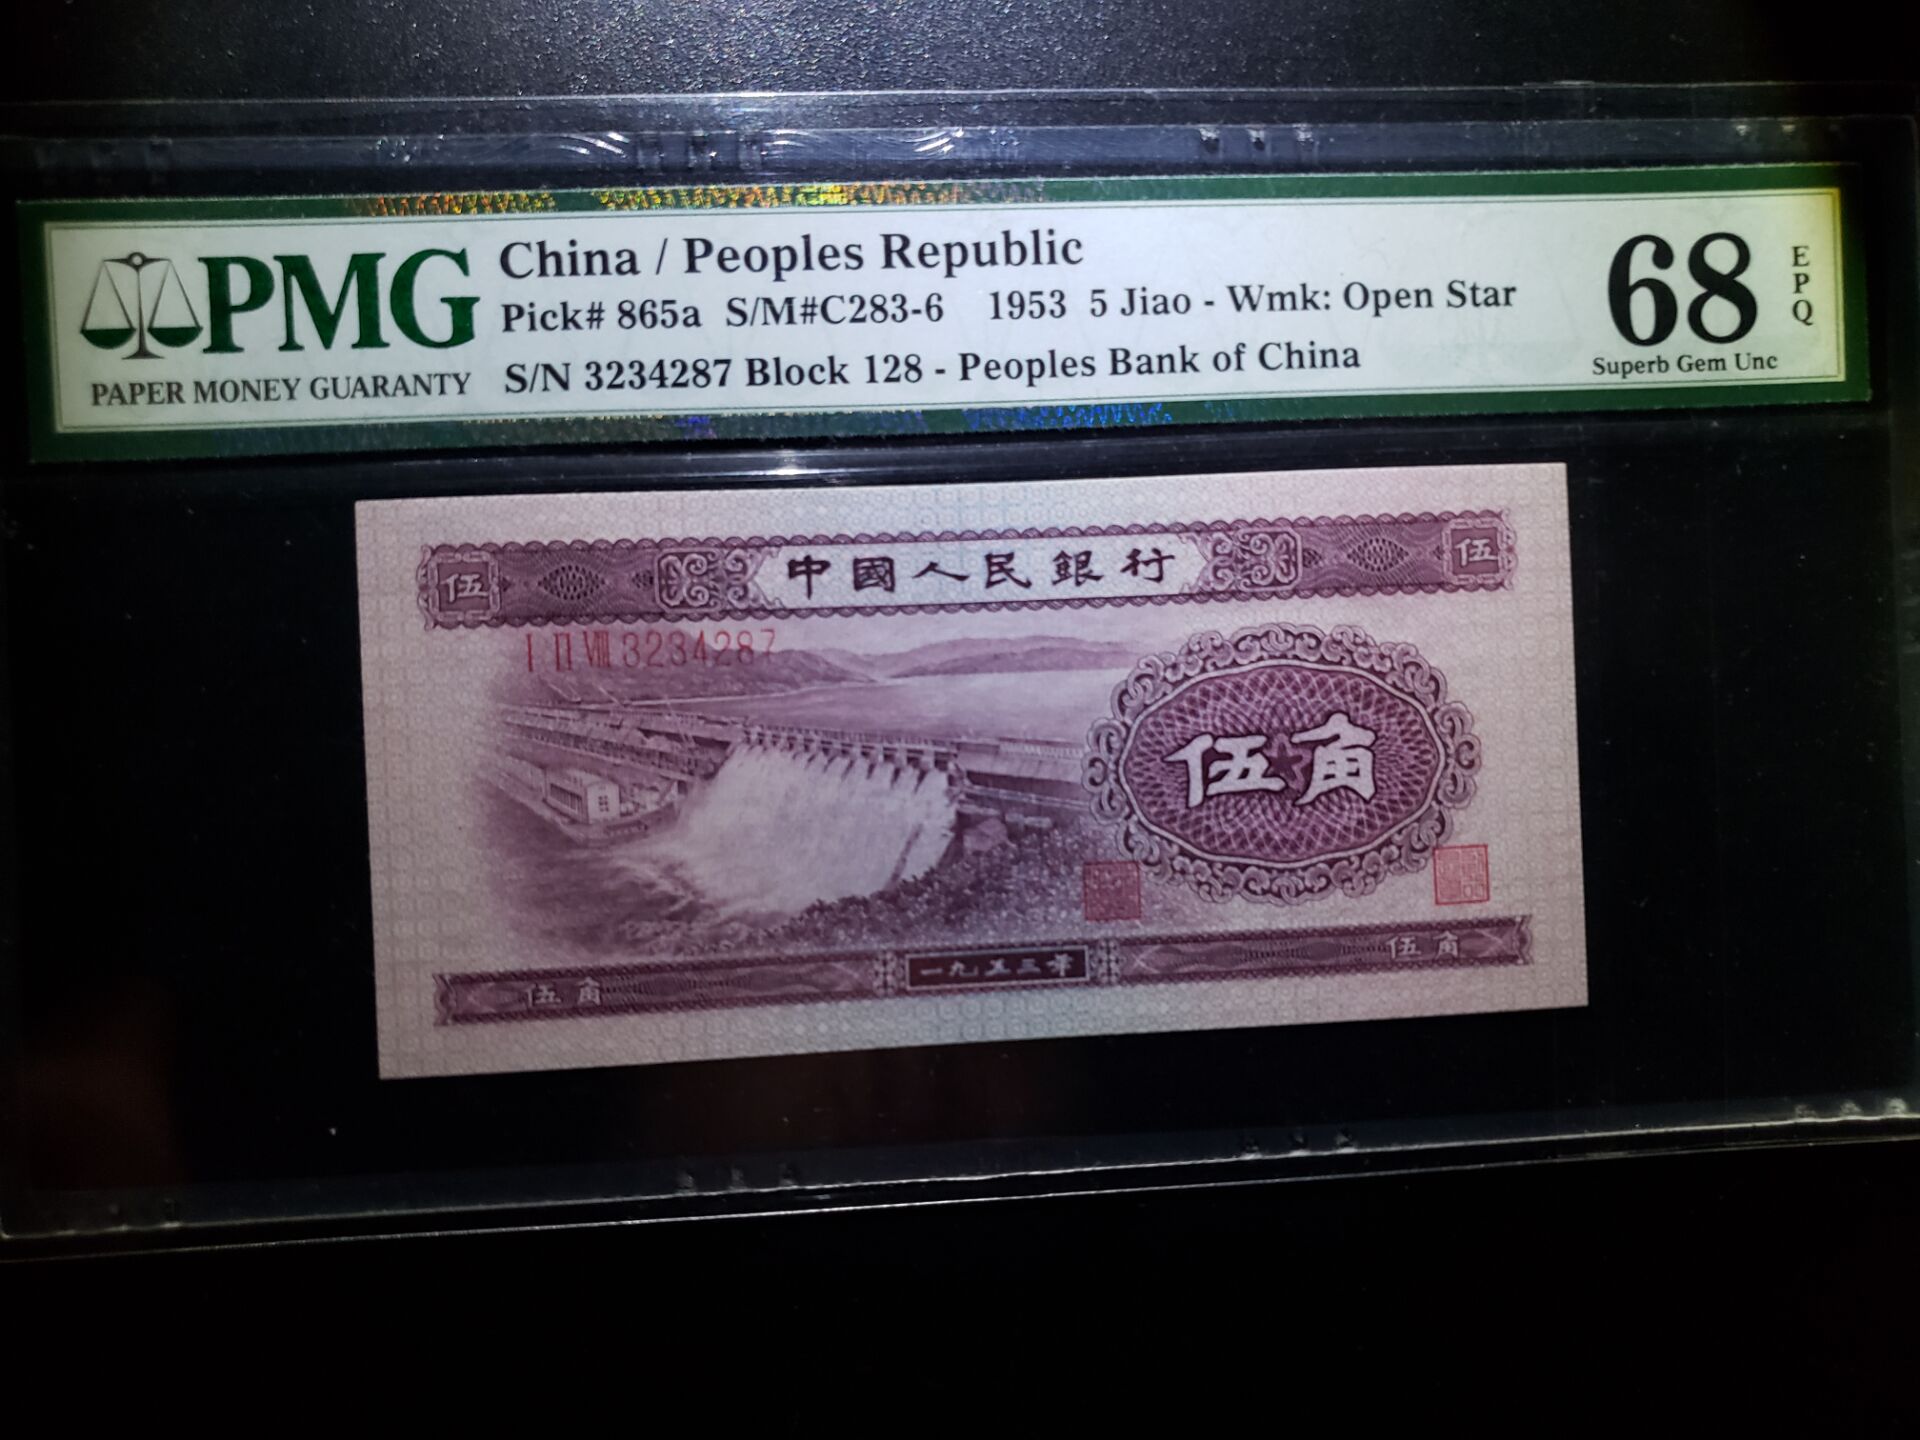 PMG
PAPER MONEY GUARANTY
China / Peoples Republic
Pick# 865a S/M#C283-6 1953 5 Jiao - Wmk: Open Star
S/N 3234287 Block 128 - Peoples Bank of China
68
EPQ
Superb Gem Unc
伍 中國人民銀行 伍
I II VIII 3234287
伍角
伍角 一九五三年 伍角